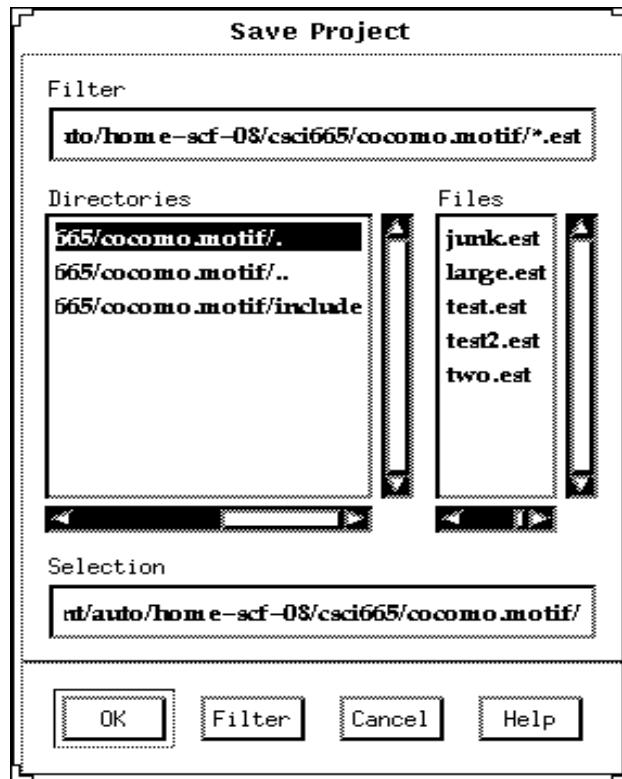 Save Project
Filter
ito/home-scf-08/csci665/cocomo.motif/*.est
Directories
Files
665/cocomo.motif/.
665/cocomo.motif/..
665/cocomo.motif/include
junk.est
large.est
test.est
test2.est
two.est
Selection
nt/auto/home-scf-08/csci665/cocomo.motif/
OK
Filter
Cancel
Help